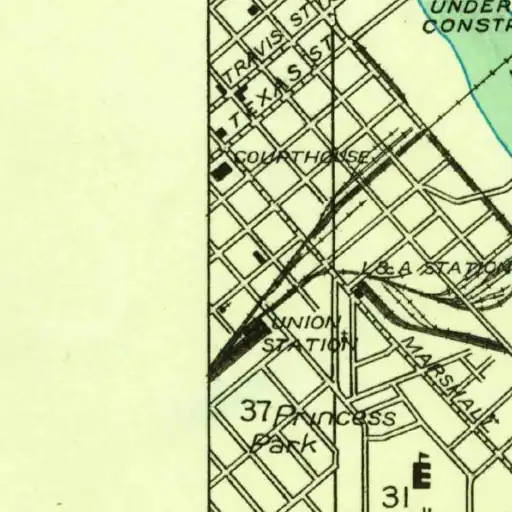 UNDER
CONSTR
TRAVIS ST
TEXAS ST
COURTHOUSE
L & A STATION
UNION
STATION
MARSHALL
37
Princess
Park
31